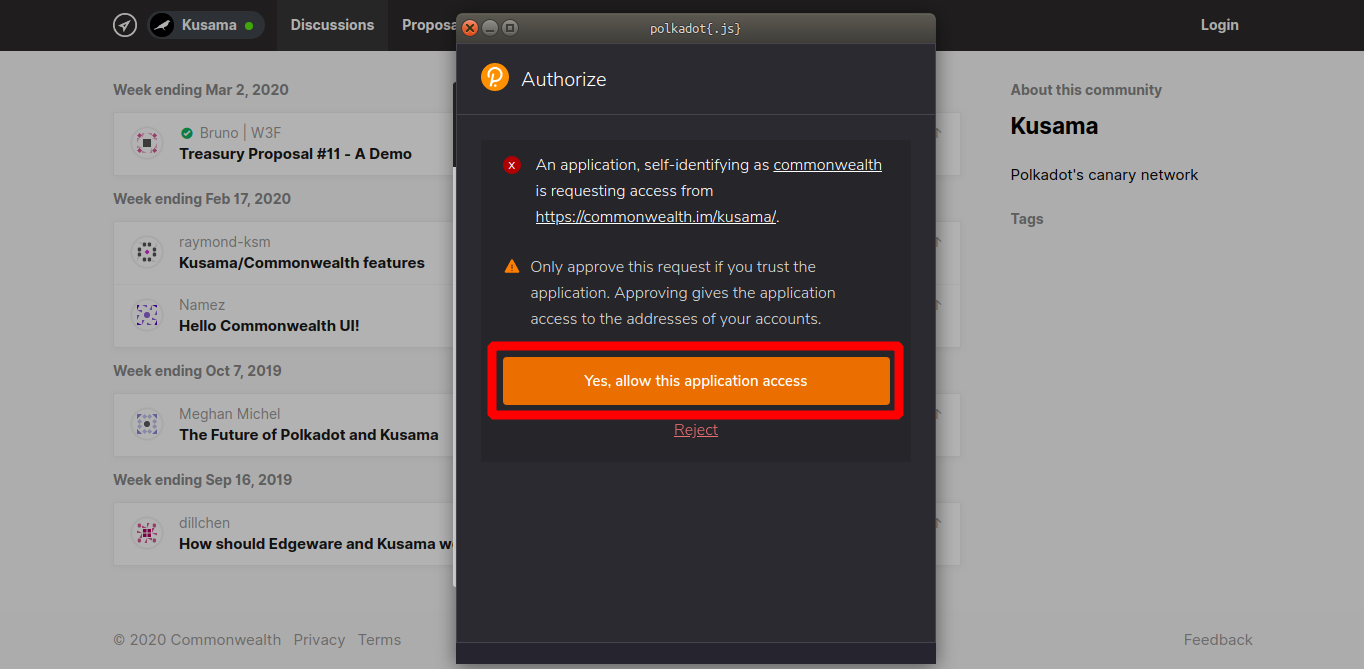 Kusama
Discussions
Proposa
Login
polkadot{.js}
Authorize
An application, self-identifying as commonwealth
is requesting access from
https://commonwealth.im/kusama/.
Only approve this request if you trust the
application. Approving gives the application
access to the addresses of your accounts.
Yes, allow this application access
Reject
Week ending Mar 2, 2020
Bruno | W3F
Treasury Proposal #11 - A Demo
Week ending Feb 17, 2020
raymond-ksm
Kusama/Commonwealth features
Namez
Hello Commonwealth UI!
Week ending Oct 7, 2019
Meghan Michel
The Future of Polkadot and Kusama
Week ending Sep 16, 2019
dillchen
How should Edgeware and Kusama w
About this community
Kusama
Polkadot's canary network
Tags
© 2020 Commonwealth Privacy Terms
Feedback